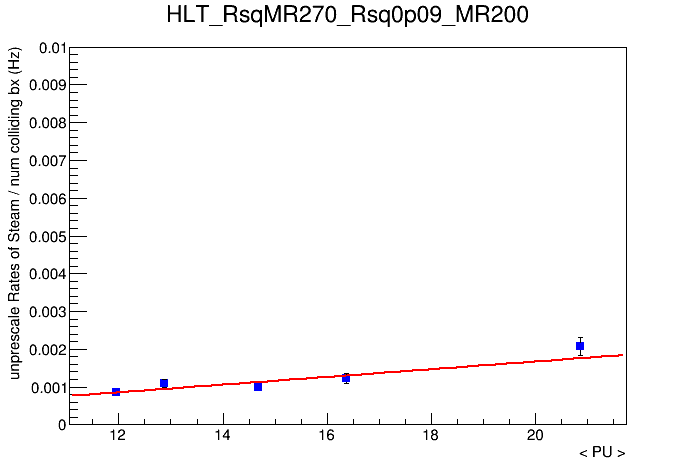 HLT_RsqMR270_Rsq0p09_MR200
unprescale Rates of Steam / num colliding bx (Hz)
0.01
0.009
0.008
0.007
0.006
0.005
0.004
0.003
0.002
0.001
0
12 14 16 18 20
< PU >